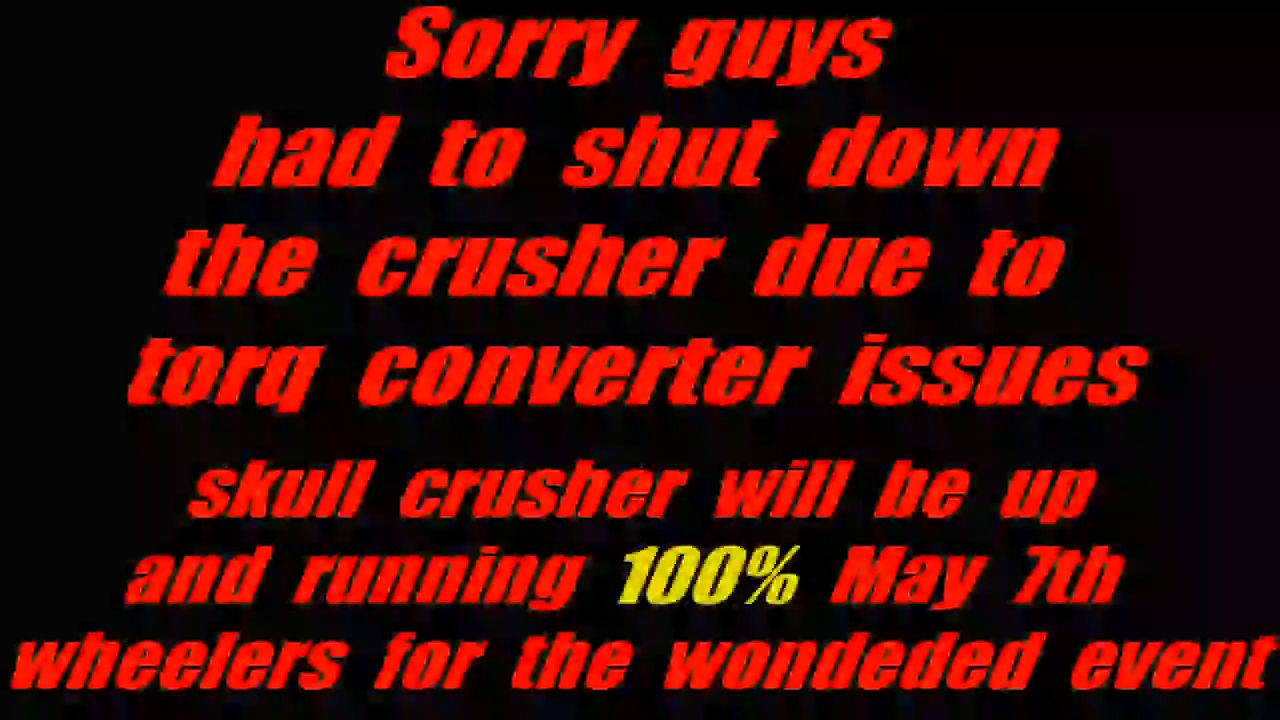 Sorry guys
had to shut down
the crusher due to
torq converter issues
skull crusher will be up
and running 100% May 7th
wheelers for the wondeded event